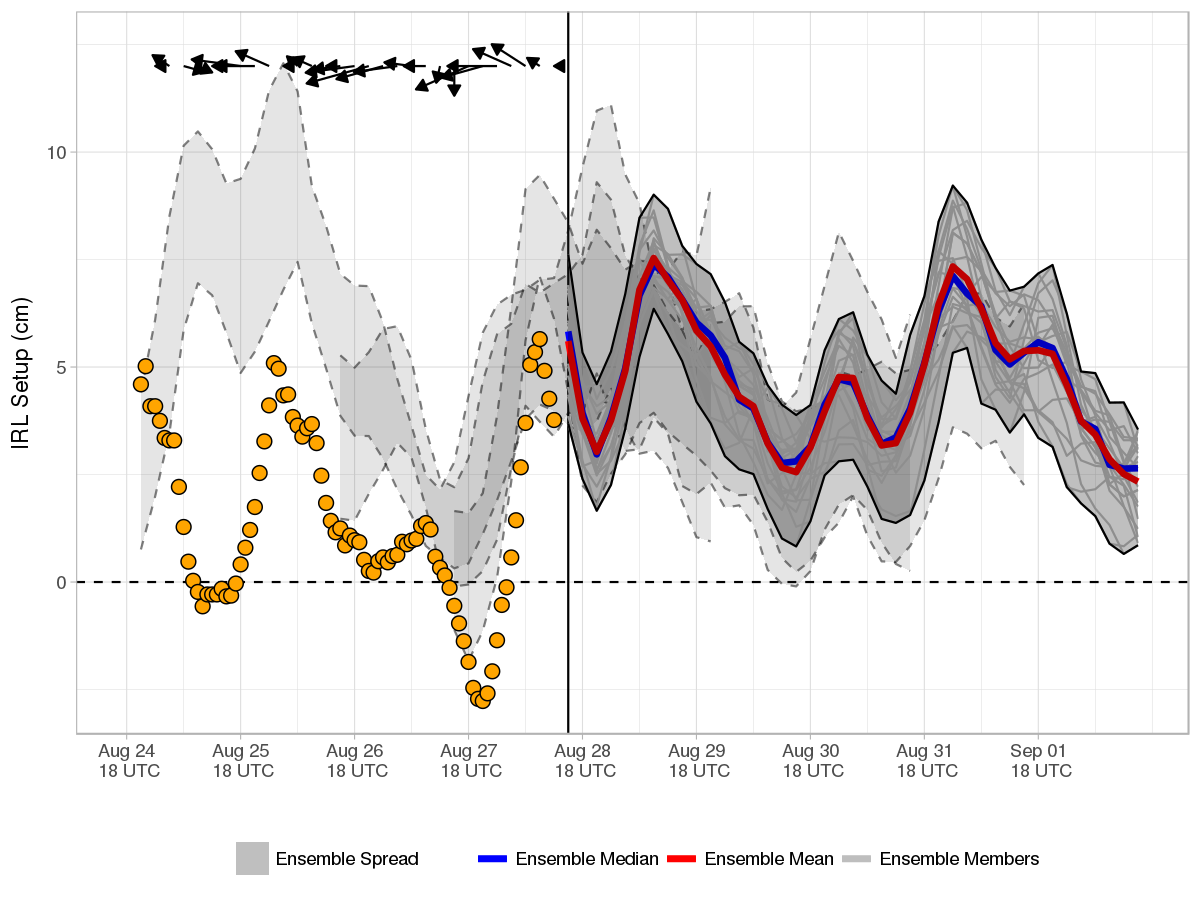 IRL Setup (cm)
10
5
0
Aug 24 Aug 25 Aug 26 Aug 27 Aug 28 Aug 29 Aug 30 Aug 31 Sep 01
18 UTC 18 UTC 18 UTC 18 UTC 18 UTC 18 UTC 18 UTC 18 UTC 18 UTC
Ensemble Spread Ensemble Median Ensemble Mean Ensemble Members